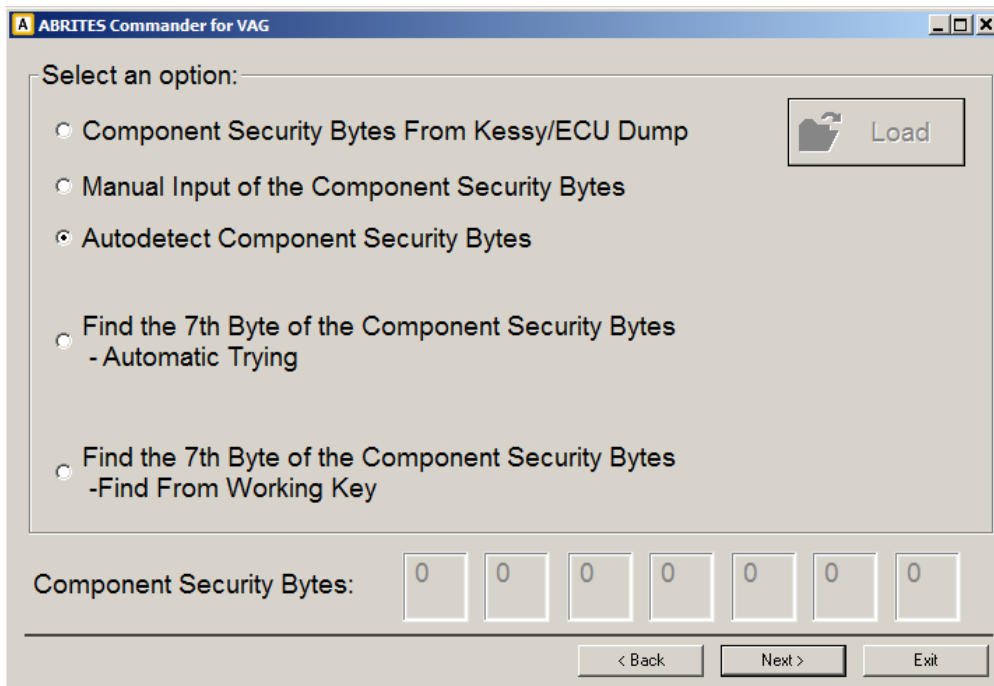 A ABRITES Commander for VAG
Select an option:
Component Security Bytes From Kessy/ECU Dump
Load
Manual Input of the Component Security Bytes
Autodetect Component Security Bytes
Find the 7th Byte of the Component Security Bytes
- Automatic Trying
Find the 7th Byte of the Component Security Bytes
-Find From Working Key
Component Security Bytes: 0 0 0 0 0 0 0
< Back Next > Exit